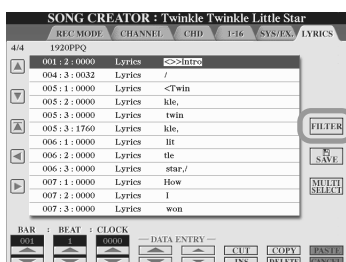 SONG CREATOR : Twinkle Twinkle Little Star
REC MODE CHANNEL CHD 1-16 SYS/EX. LYRICS
4/4 1920PPQ
001 : 2 : 0000 Lyrics <>>Intro
004 : 3 : 0032 Lyrics /
005 : 1 : 0000 Lyrics <Twin
005 : 2 : 0000 Lyrics kle,
005 : 3 : 0000 Lyrics twin
005 : 3 : 1760 Lyrics kle,
006 : 1 : 0000 Lyrics lit
006 : 2 : 0000 Lyrics tle
006 : 3 : 0000 Lyrics star,/
007 : 1 : 0000 Lyrics How
007 : 2 : 0000 Lyrics I
007 : 3 : 0000 Lyrics won
FILTER
SAVE
MULTI SELECT
BAR : BEAT : CLOCK
001 1 0000
DATA ENTRY
CUT COPY PASTE
INS DELETE CANCEL